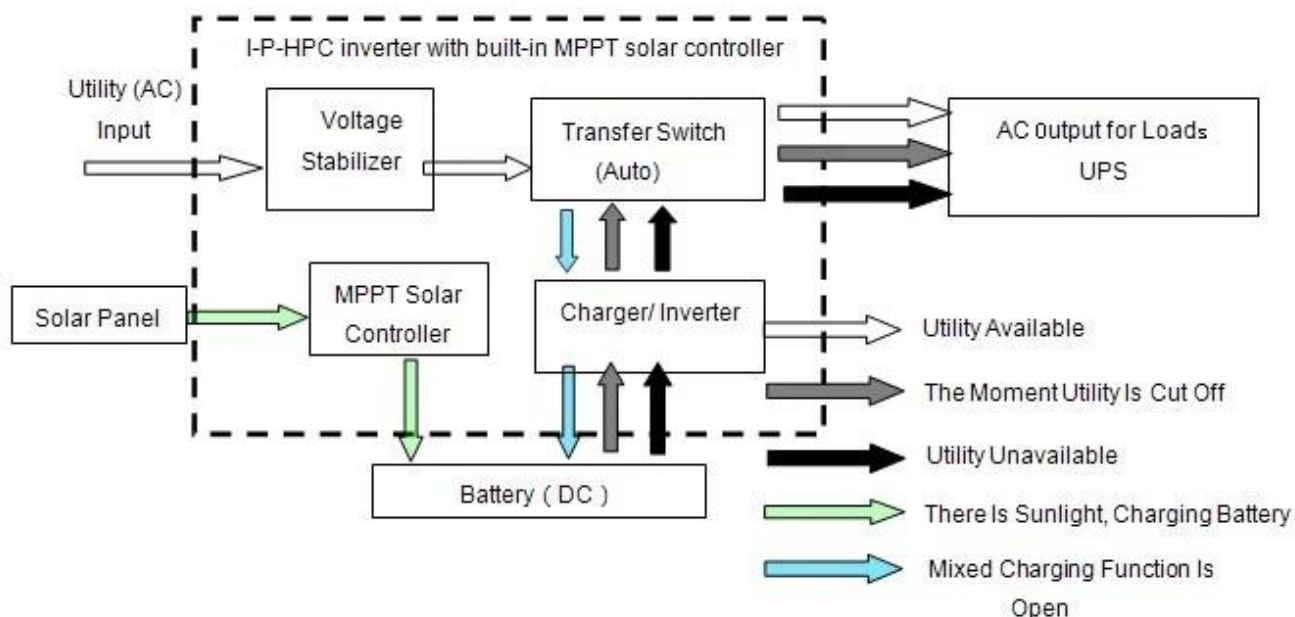 I-P-HPC inverter with built-in MPPT solar controller
Utility (AC)
Input
Voltage
Stabilizer
Transfer Switch
(Auto)
AC Output for Loads
UPS
Solar Panel
MPPT Solar
Controller
Charger/ Inverter
Battery ( DC )
Utility Available
The Moment Utility Is Cut Off
Utility Unavailable
There Is Sunlight, Charging Battery
Mixed Charging Function Is
Open